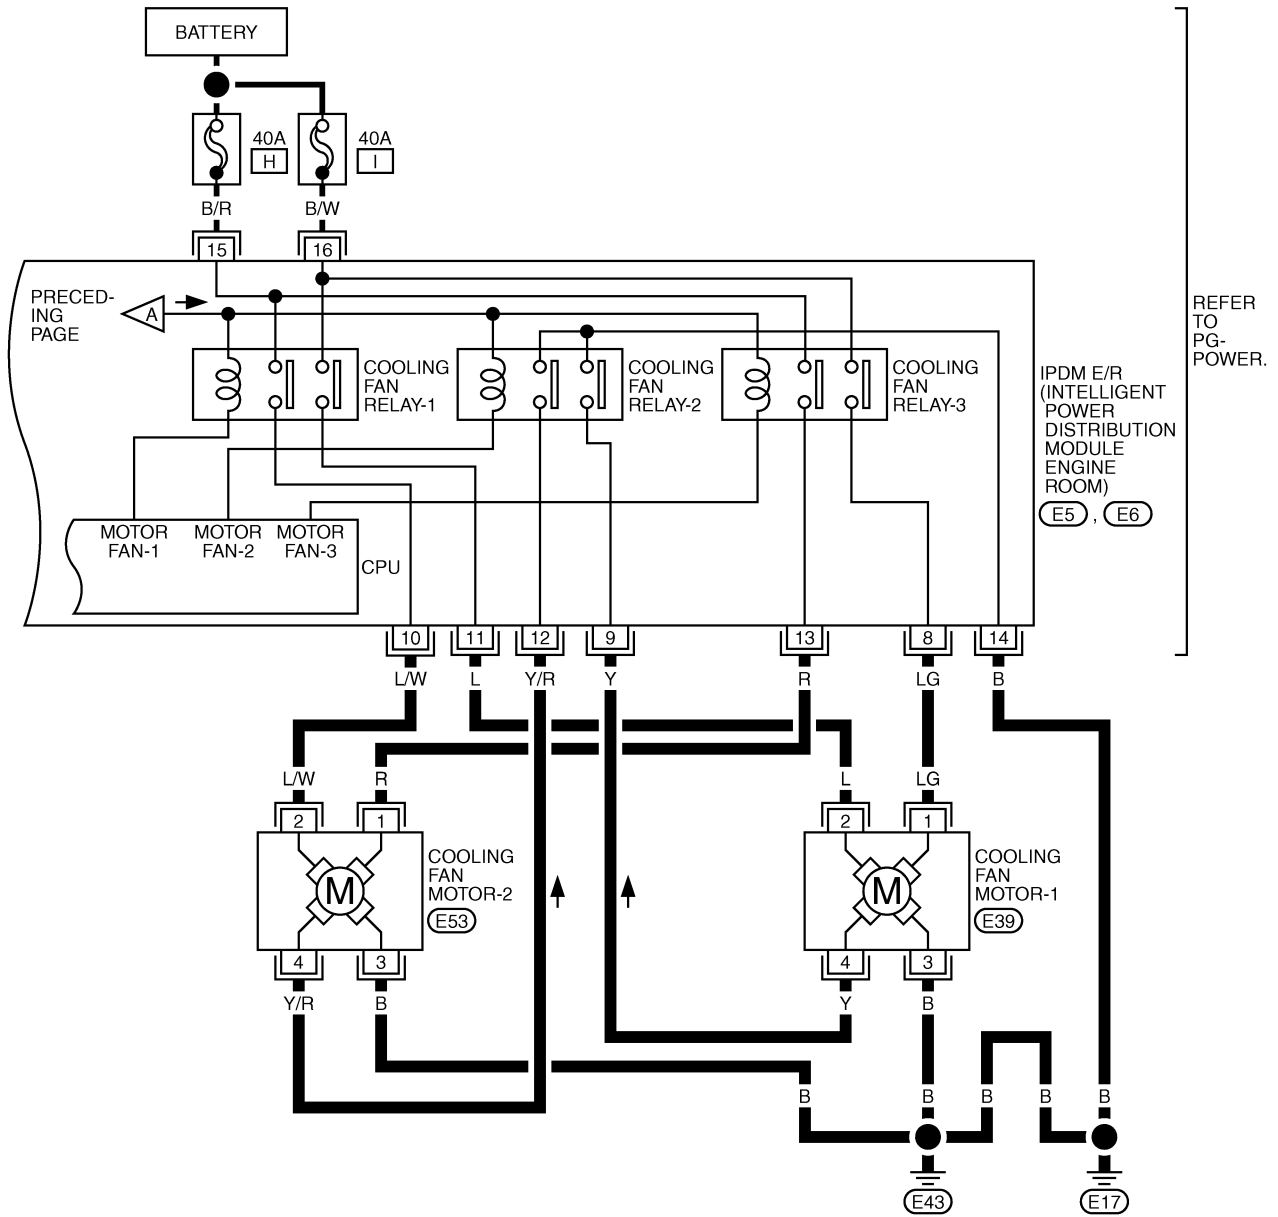 BATTERY
40A
H
40A
I
B/R
B/W
15
16
PRECED-
ING
PAGE
A
COOLING
FAN
RELAY-1
COOLING
FAN
RELAY-2
COOLING
FAN
RELAY-3
REFER
TO
PG-
POWER.
IPDM E/R
(INTELLIGENT
POWER
DISTRIBUTION
MODULE
ENGINE
ROOM)
E5 , E6
MOTOR
FAN-1
MOTOR
FAN-2
MOTOR
FAN-3
CPU
10
11
12
9
13
8
14
L/W
L
Y/R
Y
R
LG
B
L/W
R
L
LG
2
1
2
1
M
COOLING
FAN
MOTOR-2
E53
M
COOLING
FAN
MOTOR-1
E39
4
3
4
3
Y/R
B
Y
B
B
B
B
B
B
E43
E17